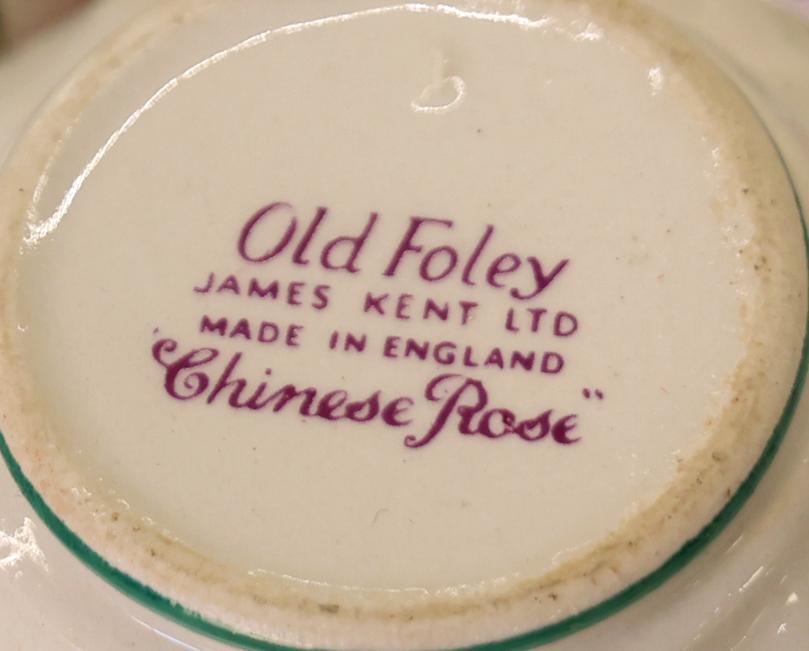 Old Foley
JAMES KENT LTD
MADE IN ENGLAND
"Chinese Rose"